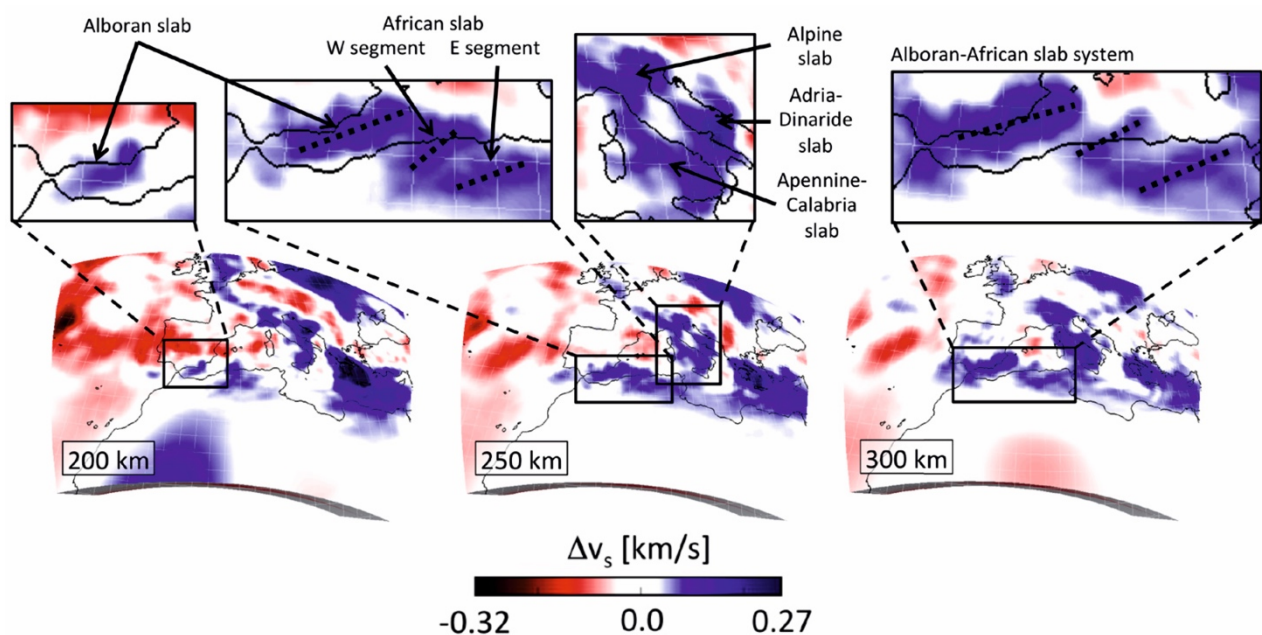 Alboran slab
African slab
W segment E segment
Alpine
slab
Adria-
Dinaride
slab
Apennine-
Calabria
slab
Alboran-African slab system
200 km
250 km
300 km
Δvs [km/s]
-0.32 0.0 0.27